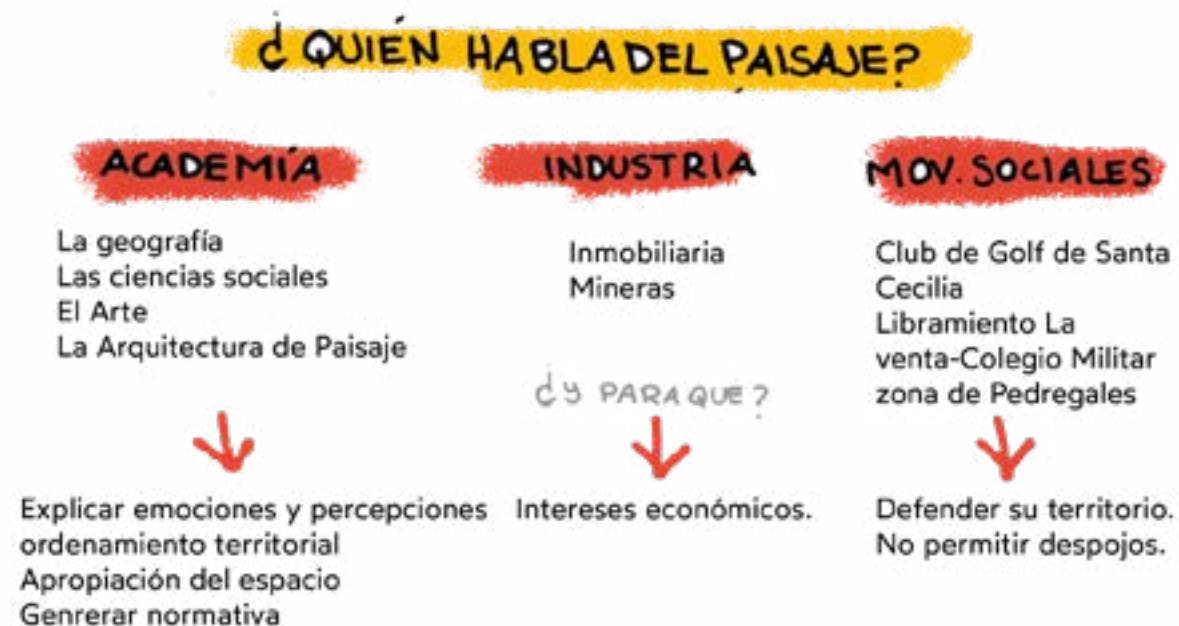 ¿QUIÉN HABLA DEL PAISAJE?
ACADEMÍA
La geografía
Las ciencias sociales
El Arte
La Arquitectura de Paisaje
INDUSTRIA
Inmobiliaria
Mineras
MOV. SOCIALES
Club de Golf de Santa
Cecilia
Libramiento La
venta-Colegio Militar
zona de Pedregales
¿Y PARA QUE?
Explicar emociones y percepciones
ordenamiento territorial
Apropiación del espacio
Genrerar normativa
Intereses económicos.
Defender su territorio.
No permitir despojos.